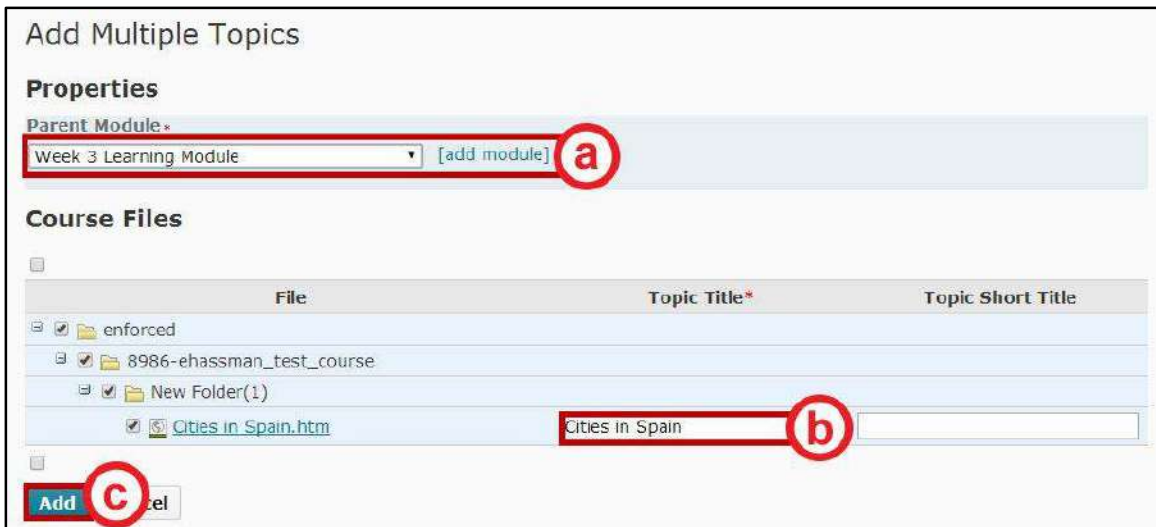 Add Multiple Topics
Properties
Parent Module*
Week 3 Learning Module [add module] a
Course Files
File Topic Title* Topic Short Title
enforced
8986-ehassman_test_course
New Folder(1)
Cities in Spain.htm Cities in Spain b
Add c cel